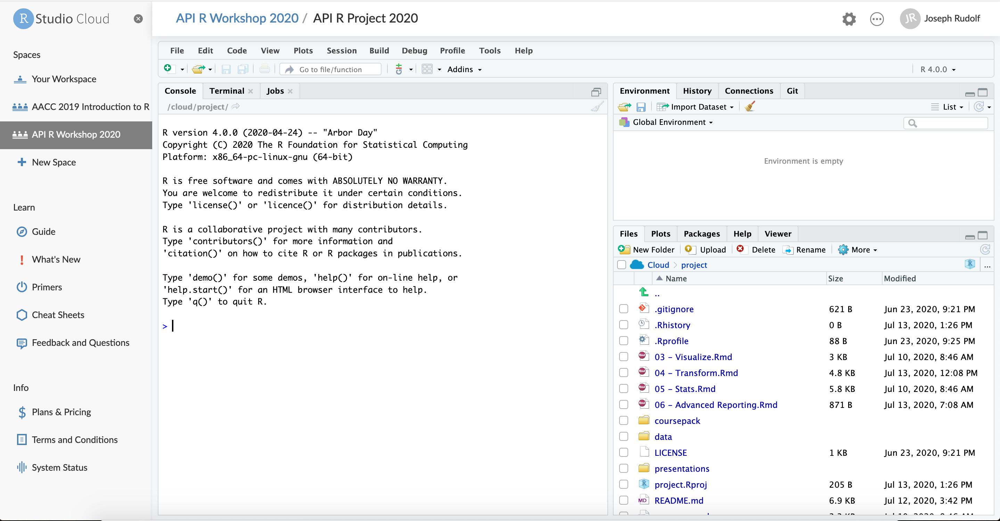 R Studio Cloud
API R Workshop 2020 / API R Project 2020
JR Joseph Rudolf
Spaces
Your Workspace
AACC 2019 Introduction to R
API R Workshop 2020
New Space
Learn
Guide
What's New
Primers
Cheat Sheets
Feedback and Questions
Info
Plans & Pricing
Terms and Conditions
System Status
File Edit Code View Plots Session Build Debug Profile Tools Help
Go to file/function Addins R 4.0.0
Console Terminal Jobs
/cloud/project/
R version 4.0.0 (2020-04-24) -- "Arbor Day"
Copyright (C) 2020 The R Foundation for Statistical Computing
Platform: x86_64-pc-linux-gnu (64-bit)
R is free software and comes with ABSOLUTELY NO WARRANTY.
You are welcome to redistribute it under certain conditions.
Type 'license()' or 'licence()' for distribution details.
R is a collaborative project with many contributors.
Type 'contributors()' for more information and
'citation()' on how to cite R or R packages in publications.
Type 'demo()' for some demos, 'help()' for on-line help, or
'help.start()' for an HTML browser interface to help.
Type 'q()' to quit R.
>
Environment History Connections Git
Import Dataset List
Global Environment
Environment is empty
Files Plots Packages Help Viewer
New Folder Upload Delete Rename More
Cloud project R ...
Name Size Modified
..
.gitignore 621 B Jun 23, 2020, 9:21 PM
.Rhistory 0 B Jul 13, 2020, 1:26 PM
.Rprofile 88 B Jun 23, 2020, 9:25 PM
03 - Visualize.Rmd 3 KB Jul 10, 2020, 8:46 AM
04 - Transform.Rmd 4.8 KB Jul 13, 2020, 12:08 PM
05 - Stats.Rmd 5.8 KB Jul 10, 2020, 8:46 AM
06 - Advanced Reporting.Rmd 871 B Jul 13, 2020, 7:08 AM
coursepack
data
LICENSE 1 KB Jun 23, 2020, 9:21 PM
presentations
project.Rproj 205 B Jul 13, 2020, 1:26 PM
README.md 6.9 KB Jul 12, 2020, 3:42 PM